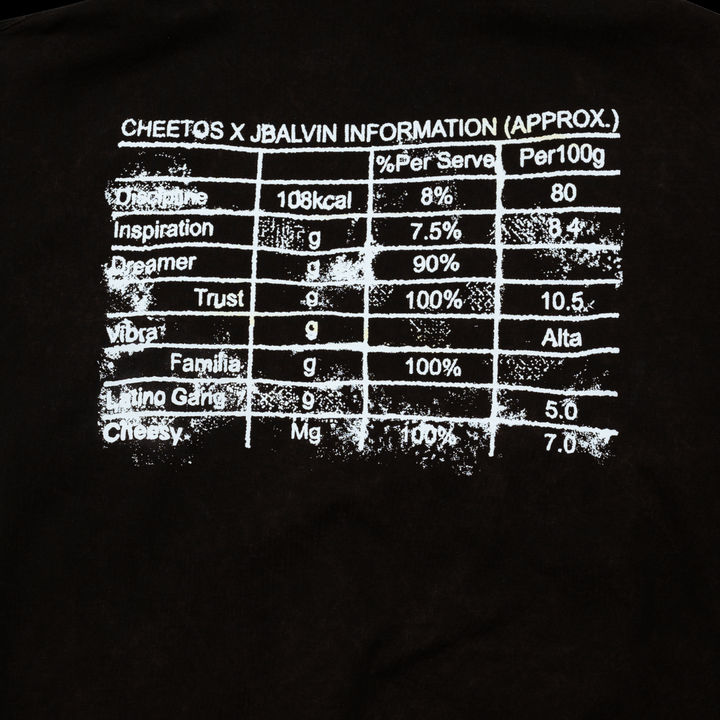 CHEETOS X JBALVIN INFORMATION (APPROX.)
%Per Serve Per100g
Discipline 108kcal 8% 80
Inspiration g 7.5% 8.4
Dreamer g 90%
Trust g 100% 10.5
Vibra g Alta
Familia g 100%
Latino Gang g 5.0
Cheesy Mg 100% 7.0